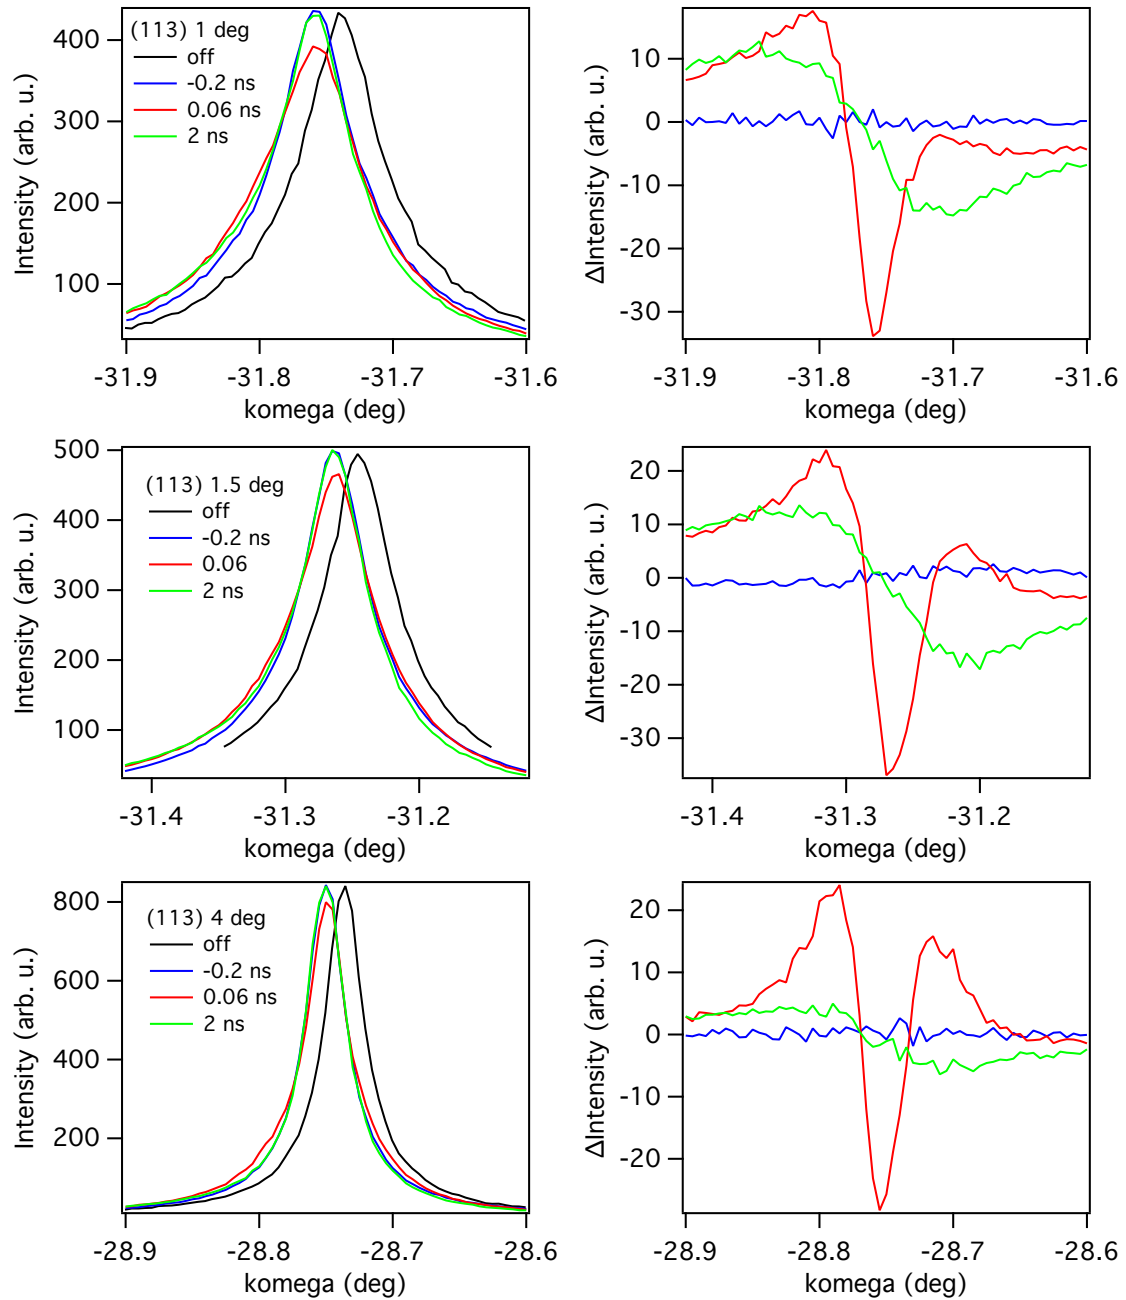 (113) 1 deg
off
-0.2 ns
0.06 ns
2 ns
400
300
200
100
Intensity (arb. u.)
-31.9
-31.8
-31.7
-31.6
komega (deg)
10
0
-10
-20
-30
ΔIntensity (arb. u.)
-31.9
-31.8
-31.7
-31.6
komega (deg)
(113) 1.5 deg
off
-0.2 ns
0.06
2 ns
500
400
300
200
100
Intensity (arb. u.)
-31.4
-31.3
-31.2
komega (deg)
20
10
0
-10
-20
-30
ΔIntensity (arb. u.)
-31.4
-31.3
-31.2
komega (deg)
(113) 4 deg
off
-0.2 ns
0.06 ns
2 ns
800
600
400
200
Intensity (arb. u.)
-28.9
-28.8
-28.7
-28.6
komega (deg)
20
10
0
-10
-20
ΔIntensity (arb. u.)
-28.9
-28.8
-28.7
-28.6
komega (deg)